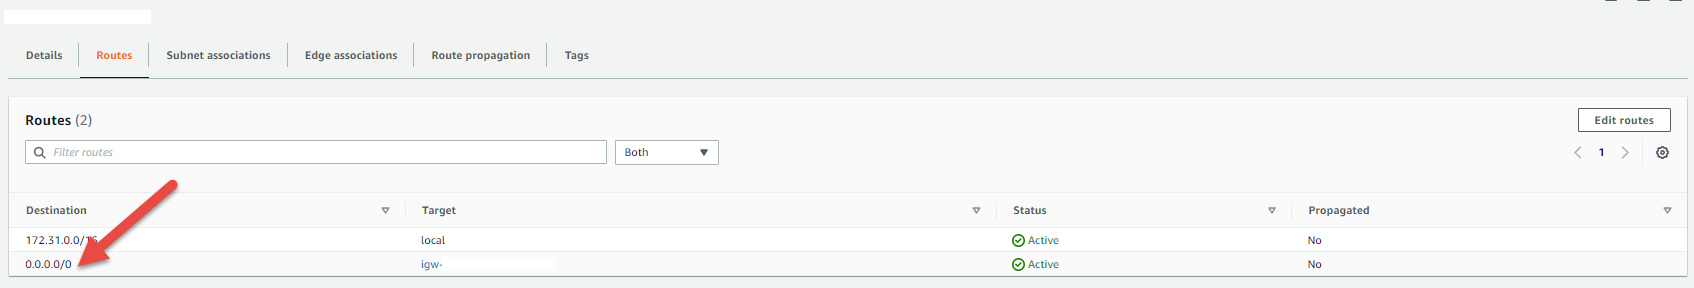 Details Routes Subnet associations Edge associations Route propagation Tags
Routes (2) Edit routes
Filter routes Both 1
Destination Target Status Propagated
172.31.0.0/16 local Active No
0.0.0.0/0 igw- Active No